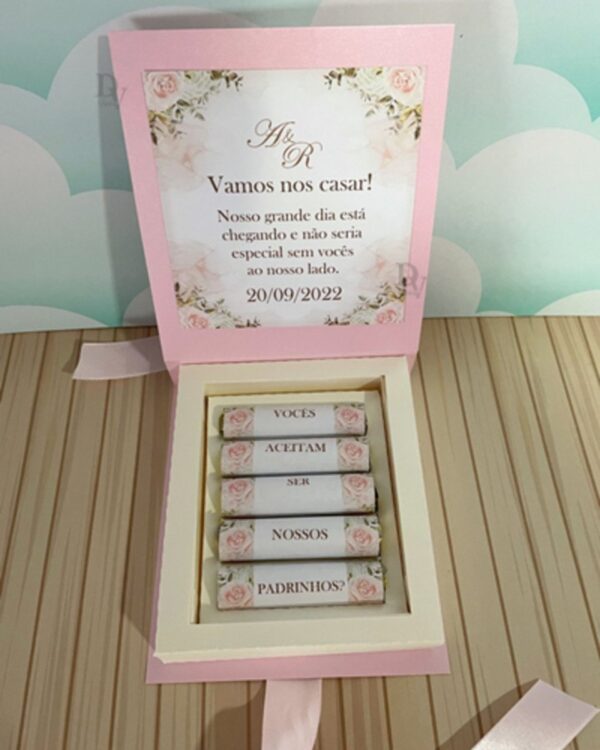 A&R
Vamos nos casar!
Nosso grande dia está
chegando e não seria
especial sem vocês
ao nosso lado.
20/09/2022
VOCÊS
ACEITAM
SER
NOSSOS
PADRINHOS?